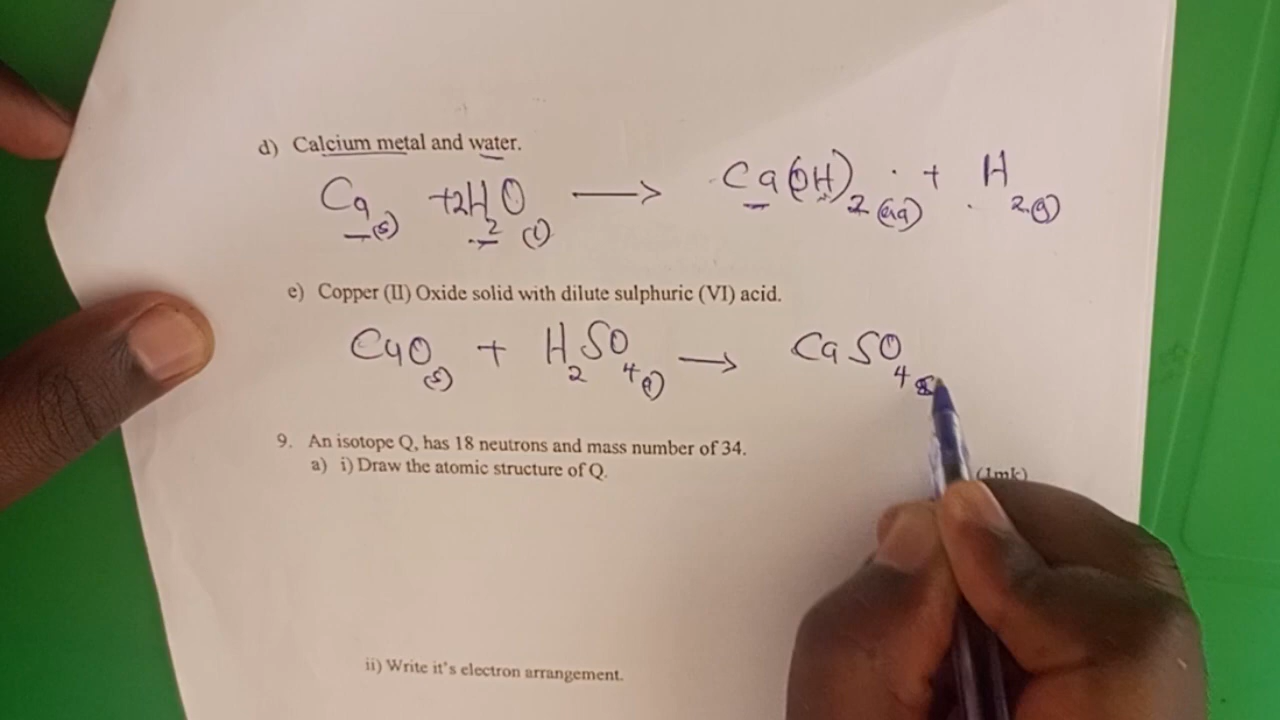 d) Calcium metal and water.
Ca(s) + 2H2O(l) → Ca(OH)2(aq) + H2(g)
e) Copper (II) Oxide solid with dilute sulphuric (VI) acid.
CuO(s) + H2SO4 → CaSO4
9. An isotope Q, has 18 neutrons and mass number of 34.
a) i) Draw the atomic structure of Q.
(1mk)
ii) Write it's electron arrangement.